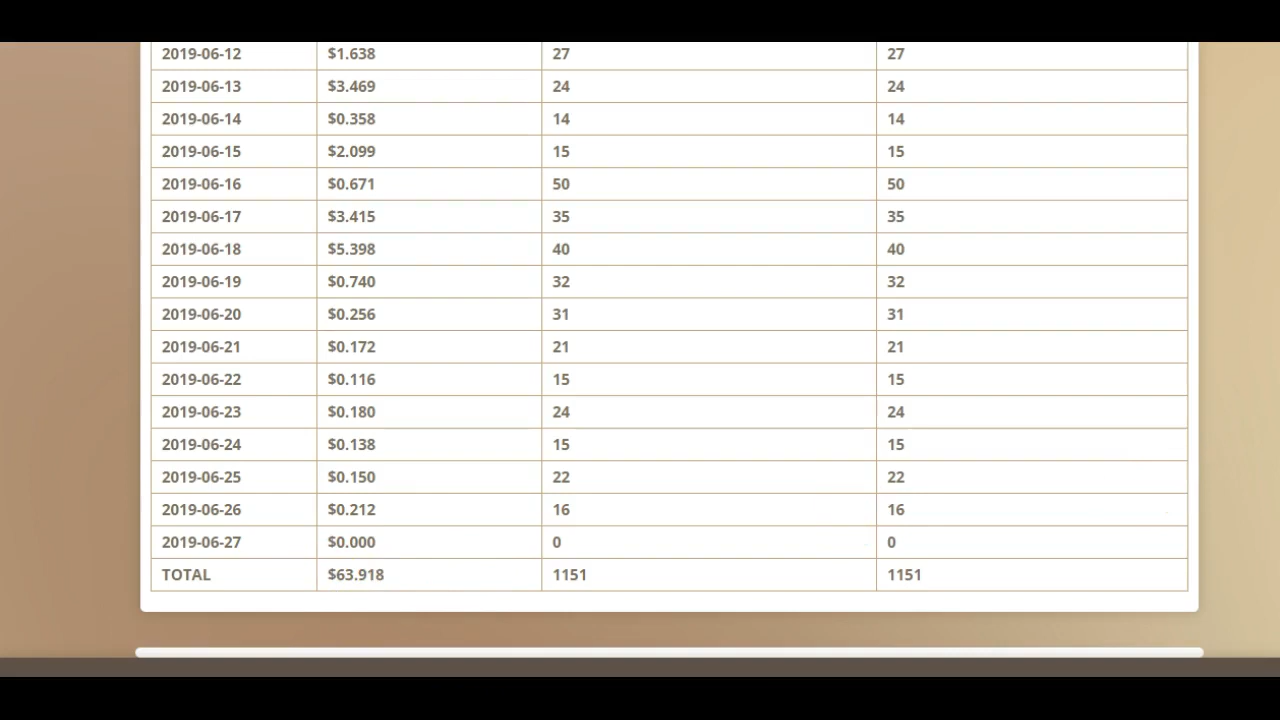 2019-06-12 $1.638 27 27
2019-06-13 $3.469 24 24
2019-06-14 $0.358 14 14
2019-06-15 $2.099 15 15
2019-06-16 $0.671 50 50
2019-06-17 $3.415 35 35
2019-06-18 $5.398 40 40
2019-06-19 $0.740 32 32
2019-06-20 $0.256 31 31
2019-06-21 $0.172 21 21
2019-06-22 $0.116 15 15
2019-06-23 $0.180 24 24
2019-06-24 $0.138 15 15
2019-06-25 $0.150 22 22
2019-06-26 $0.212 16 16
2019-06-27 $0.000 0 0
TOTAL $63.918 1151 1151